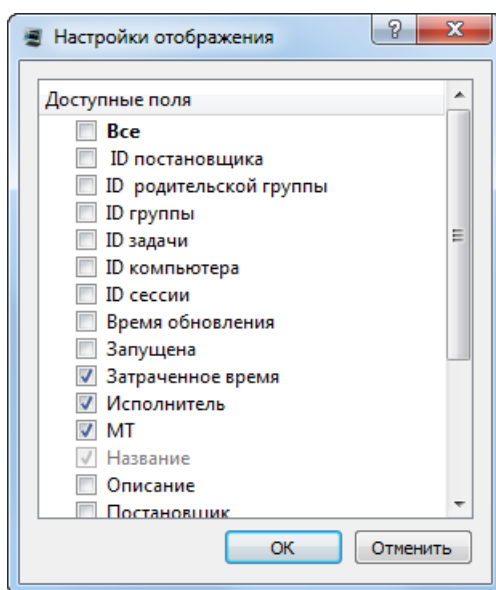 Настройки отображения
Доступные поля
Все
ID постановщика
ID родительской группы
ID группы
ID задачи
ID компьютера
ID сессии
Время обновления
Запущена
Затраченное время
Исполнитель
МТ
Название
Описание
Постановщик
OK
Отменить